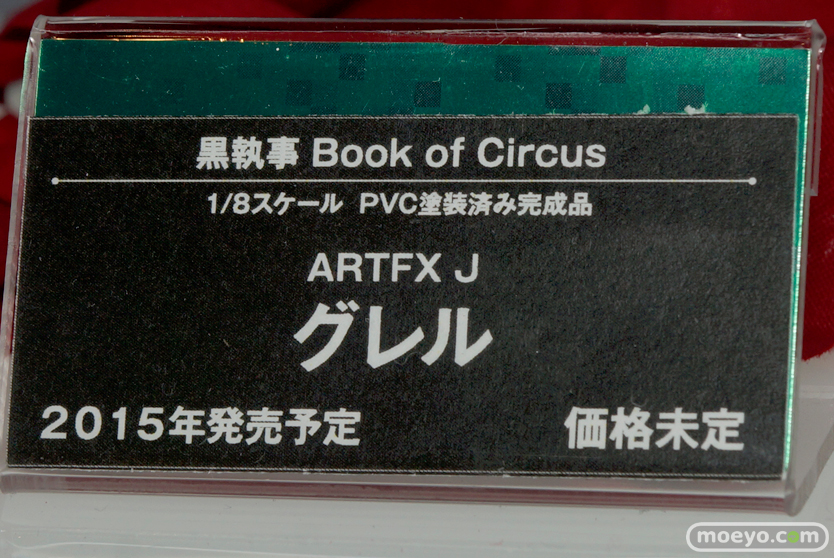 黒執事 Book of Circus
1/8スケール PVC塗装済み完成品
ARTFX J
グレル
2015年発売予定 価格未定
moeyo.com